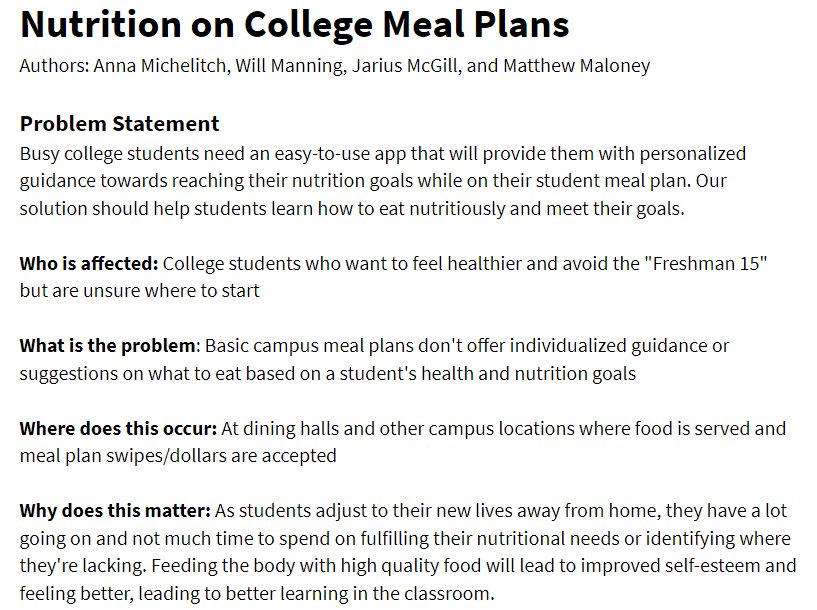 Nutrition on College Meal Plans
Authors: Anna Michelitch, Will Manning, Jarius McGill, and Matthew Maloney
Problem Statement
Busy college students need an easy-to-use app that will provide them with personalized
guidance towards reaching their nutrition goals while on their student meal plan. Our
solution should help students learn how to eat nutritiously and meet their goals.
Who is affected: College students who want to feel healthier and avoid the "Freshman 15"
but are unsure where to start
What is the problem: Basic campus meal plans don't offer individualized guidance or
suggestions on what to eat based on a student's health and nutrition goals
Where does this occur: At dining halls and other campus locations where food is served and
meal plan swipes/dollars are accepted
Why does this matter: As students adjust to their new lives away from home, they have a lot
going on and not much time to spend on fulfilling their nutritional needs or identifying where
they're lacking. Feeding the body with high quality food will lead to improved self-esteem and
feeling better, leading to better learning in the classroom.